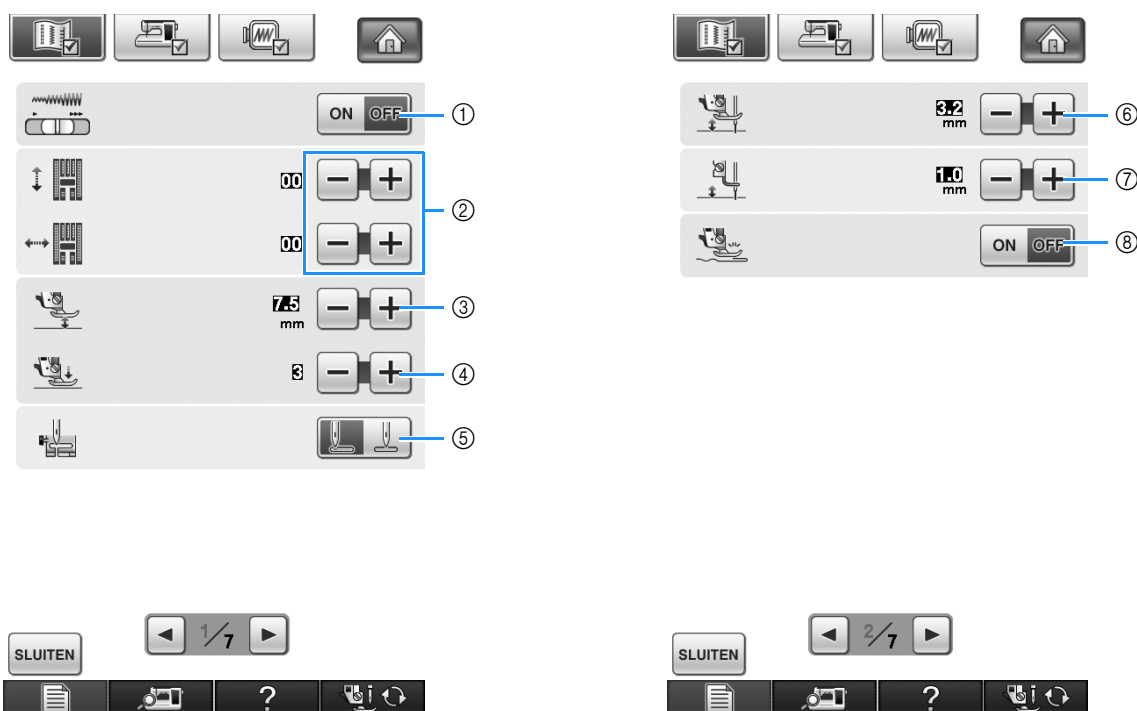 ON OFF ①
00
②
00
7.5 mm ③
3 ④
⑤
1/7
SLUITEN
?
3.2 mm ⑥
1.0 mm ⑦
ON OFF ⑧
2/7
SLUITEN
?